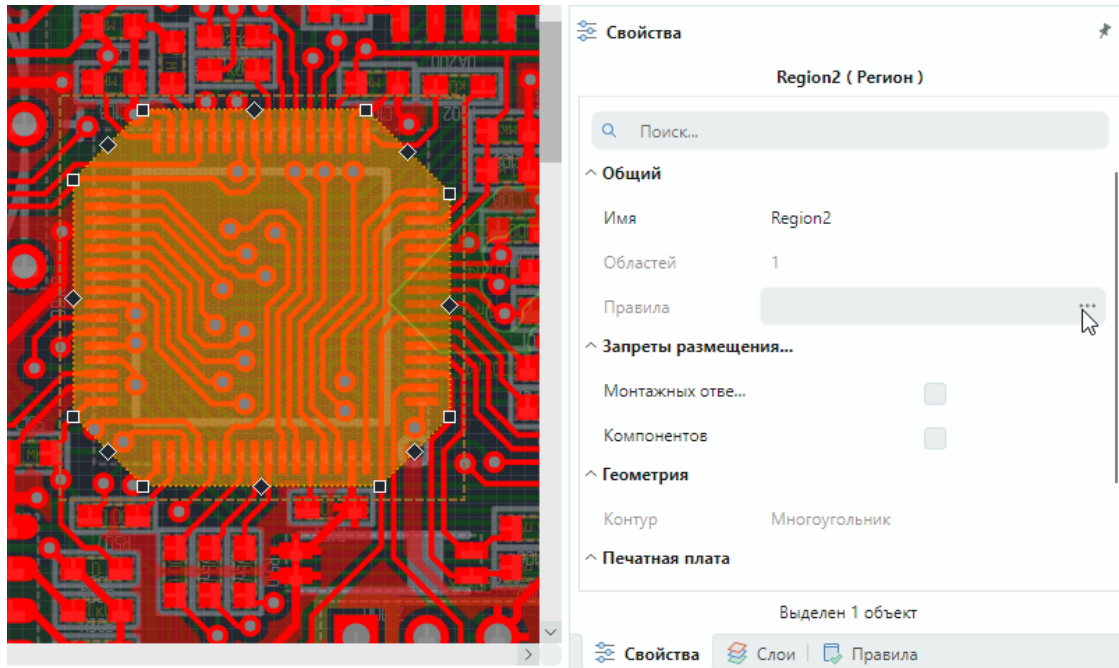 Свойства
Region2 ( Регион )
Поиск...
Общий
Имя Region2
Областей 1
Правила ...
Запреты размещения...
Монтажных отве...
Компонентов
Геометрия
Контур Многоугольник
Печатная плата
Выделен 1 объект
Свойства Слои Правила